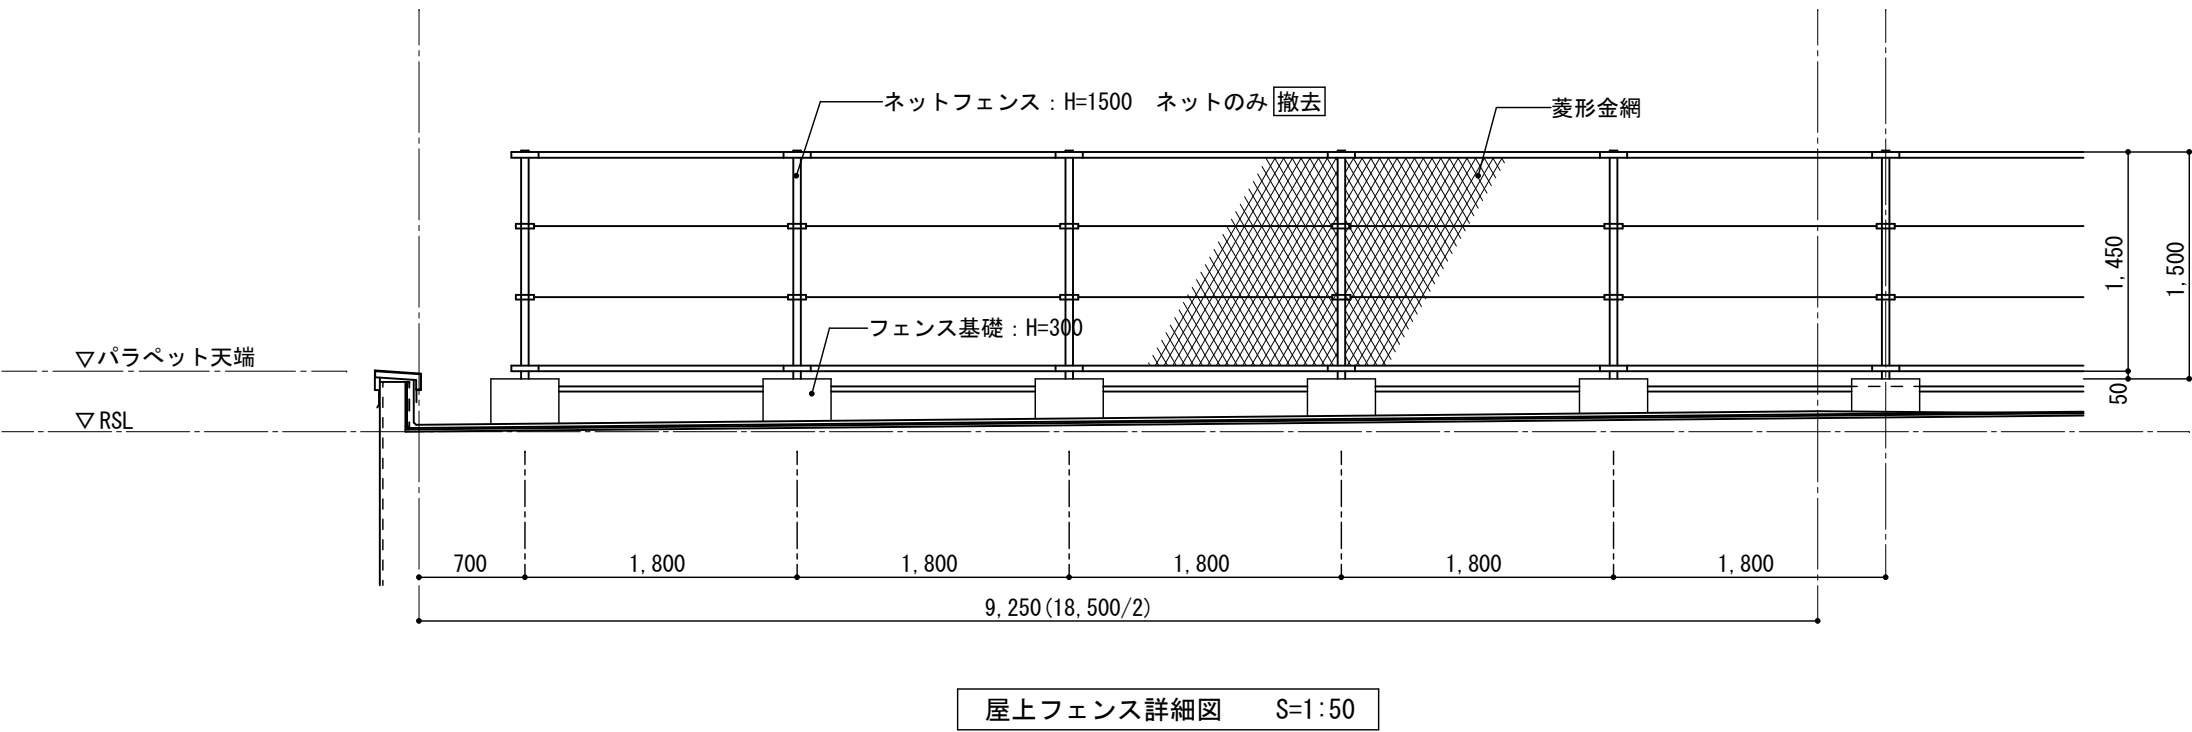 ネットフェンス：H=1500　ネットのみ 撤去
菱形金網
1,450
1,500
フェンス基礎：H=300
▽パラペット天端
50
▽RSL
700
1,800
1,800
1,800
1,800
1,800
9,250(18,500/2)
屋上フェンス詳細図　S=1:50